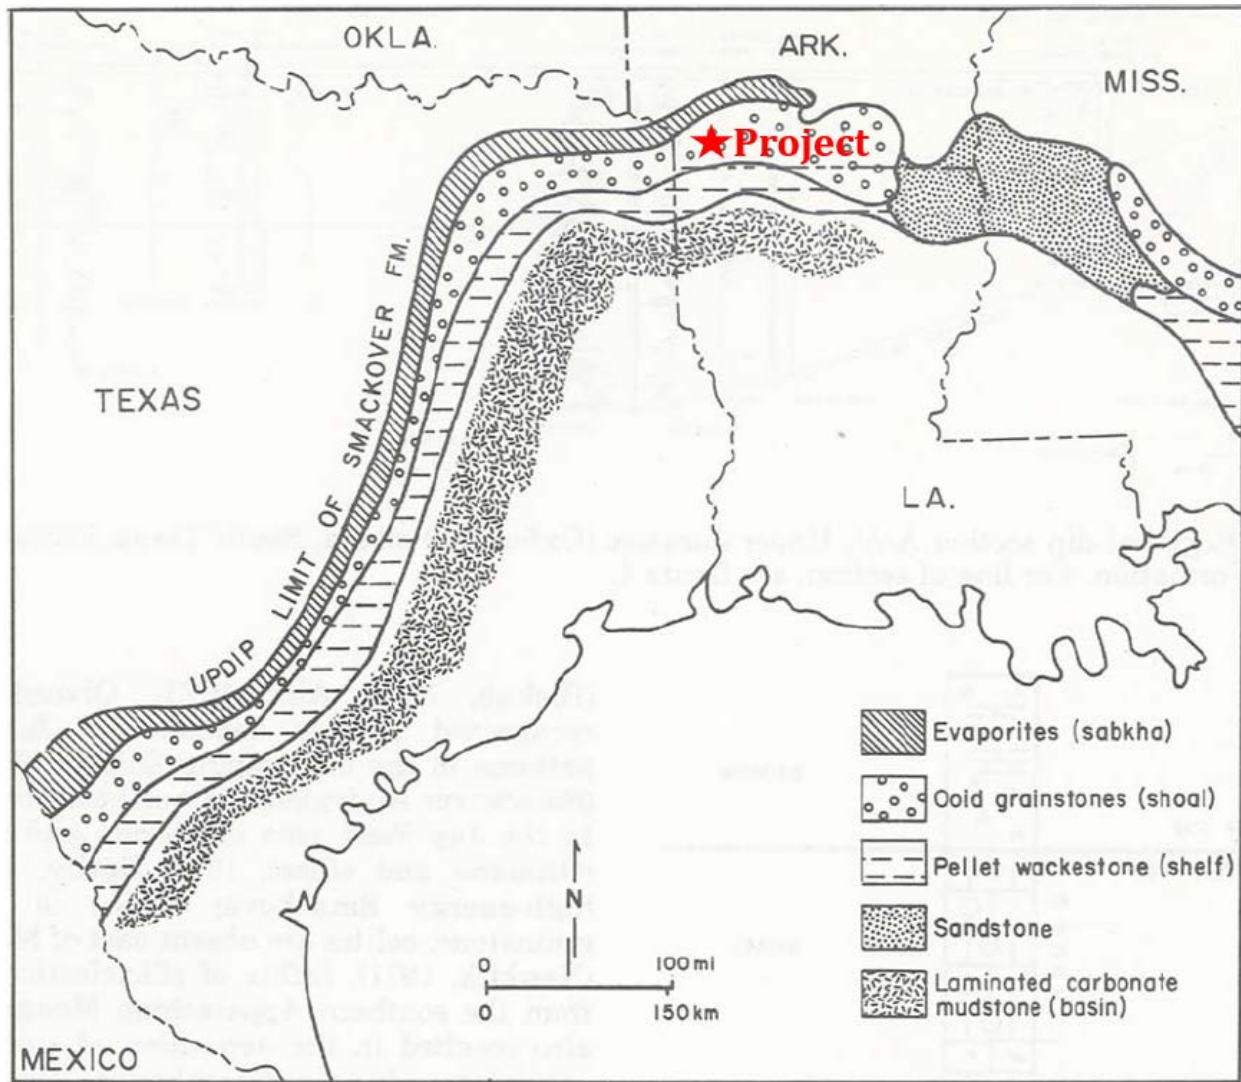 OKLA.
ARK.
MISS.
★Project
TEXAS
UPDIP LIMIT OF SMACKOVER FM.
LA.
Evaporites (sabkha)
Ooid grainstones (shoal)
Pellet wackestone (shelf)
Sandstone
Laminated carbonate
mudstone (basin)
N
0 100 mi
0 150 km
MEXICO